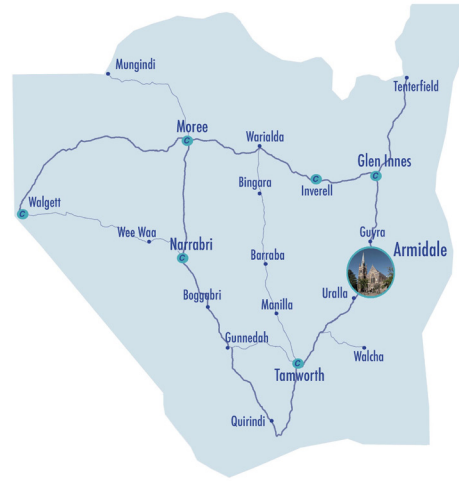 Mungindi
Tenterfield
Moree
C
Warialda
Glen Innes
C
Bingara
C
Inverell
Walgett
C
Wee Waa
Guyra
Narrabri
C
Armidale
Barraba
Boggabri
Manilla
Uralla
Gunnedah
Walcha
C
Tamworth
Quirindi